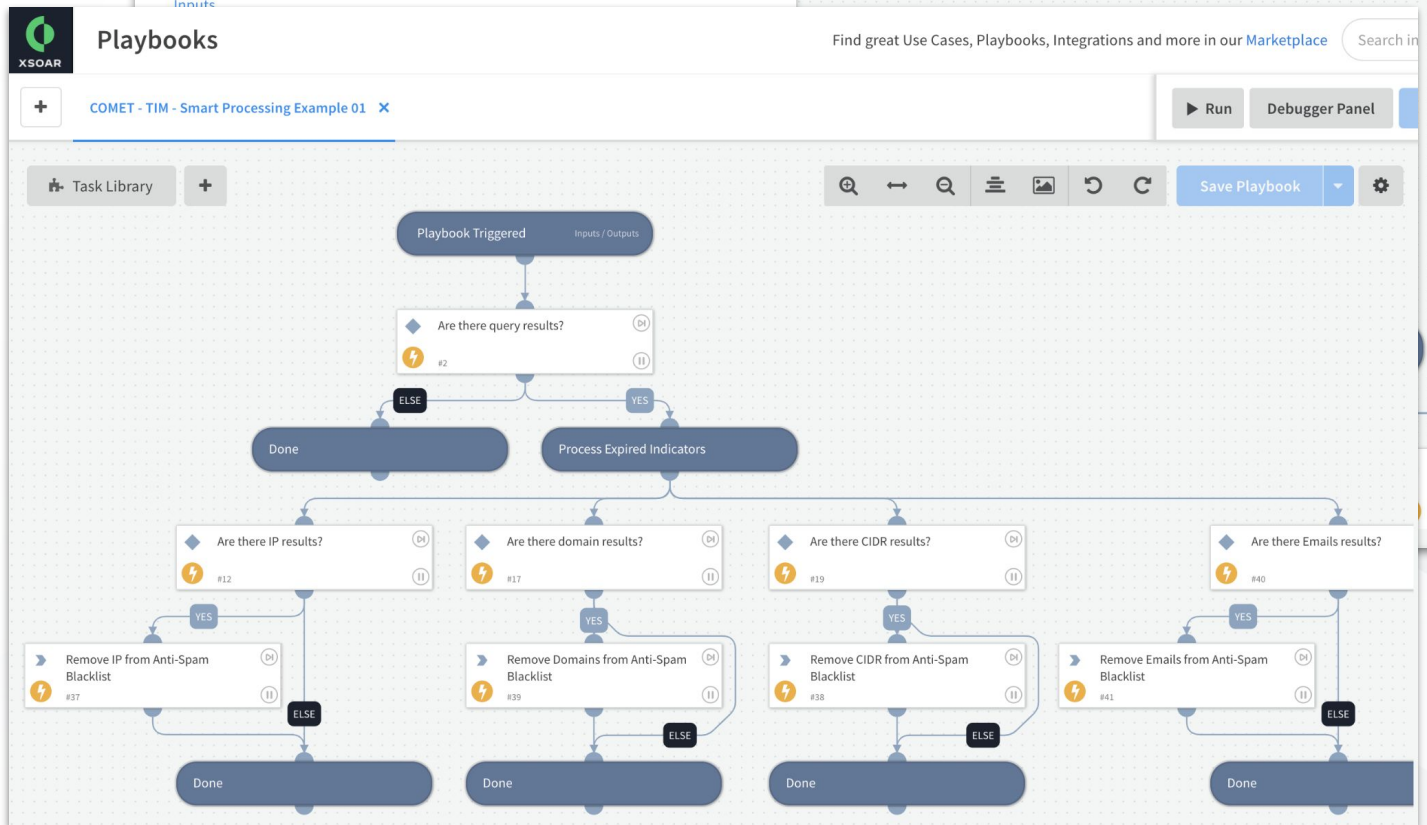 Inputs
XSOAR
Playbooks
Find great Use Cases, Playbooks, Integrations and more in our Marketplace
Search in
+
COMET - TIM - Smart Processing Example 01 ×
Run
Debugger Panel
Task Library
+
Save Playbook
Playbook Triggered
Inputs / Outputs
Are there query results?
#2
ELSE
YES
Done
Process Expired Indicators
Are there IP results?
#12
Are there domain results?
#17
Are there CIDR results?
#19
Are there Emails results?
#40
YES
YES
YES
YES
Remove IP from Anti-Spam
Blacklist
#37
Remove Domains from Anti-Spam
Blacklist
#39
Remove CIDR from Anti-Spam
Blacklist
#38
Remove Emails from Anti-Spam
Blacklist
#41
ELSE
ELSE
ELSE
ELSE
Done
Done
Done
Done